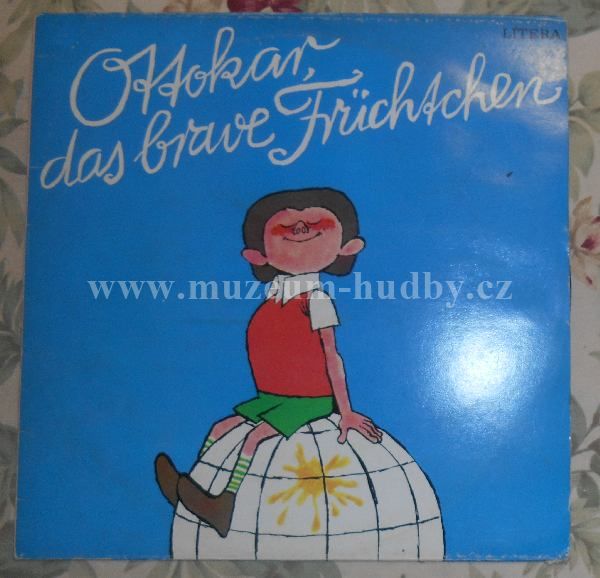 LITERA
Ottokar,
das brave Früchtchen
www.muzeum-hudby.cz